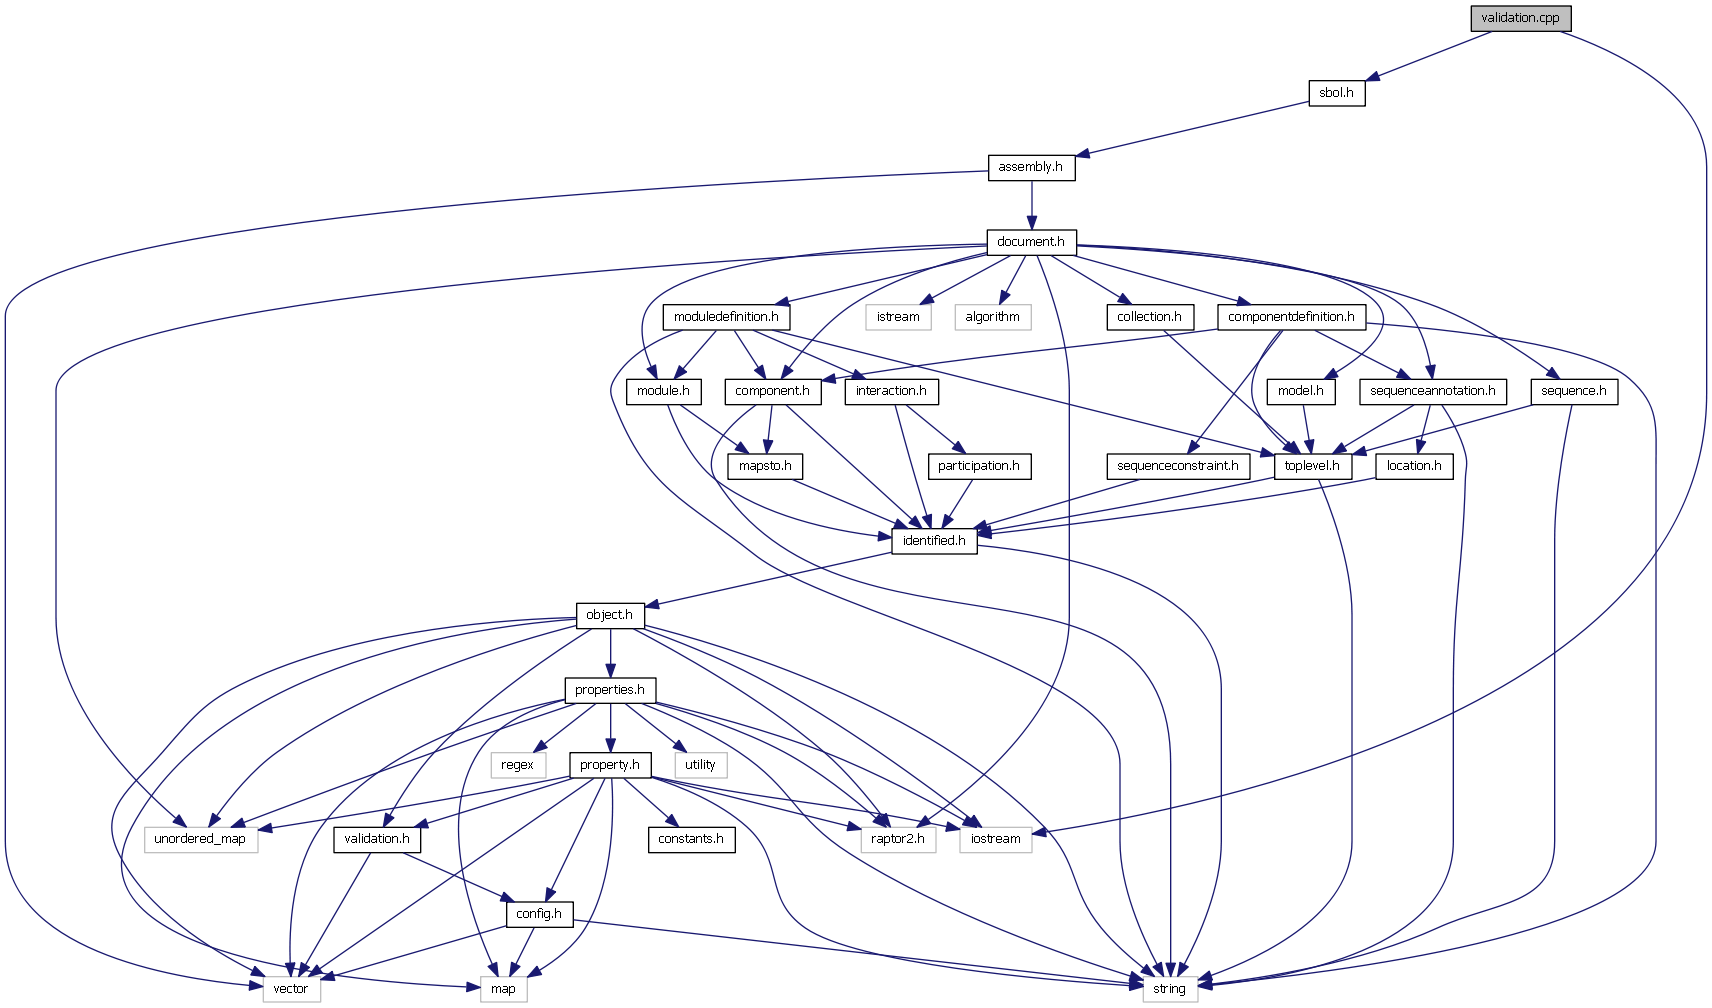 validation.cpp
sbol.h
assembly.h
document.h
moduledefinition.h
istream
algorithm
collection.h
componentdefinition.h
module.h
component.h
interaction.h
model.h
sequenceannotation.h
sequence.h
mapsto.h
participation.h
sequenceconstraint.h
toplevel.h
location.h
identified.h
object.h
properties.h
regex
property.h
utility
unordered_map
validation.h
constants.h
raptor2.h
iostream
config.h
vector
map
string